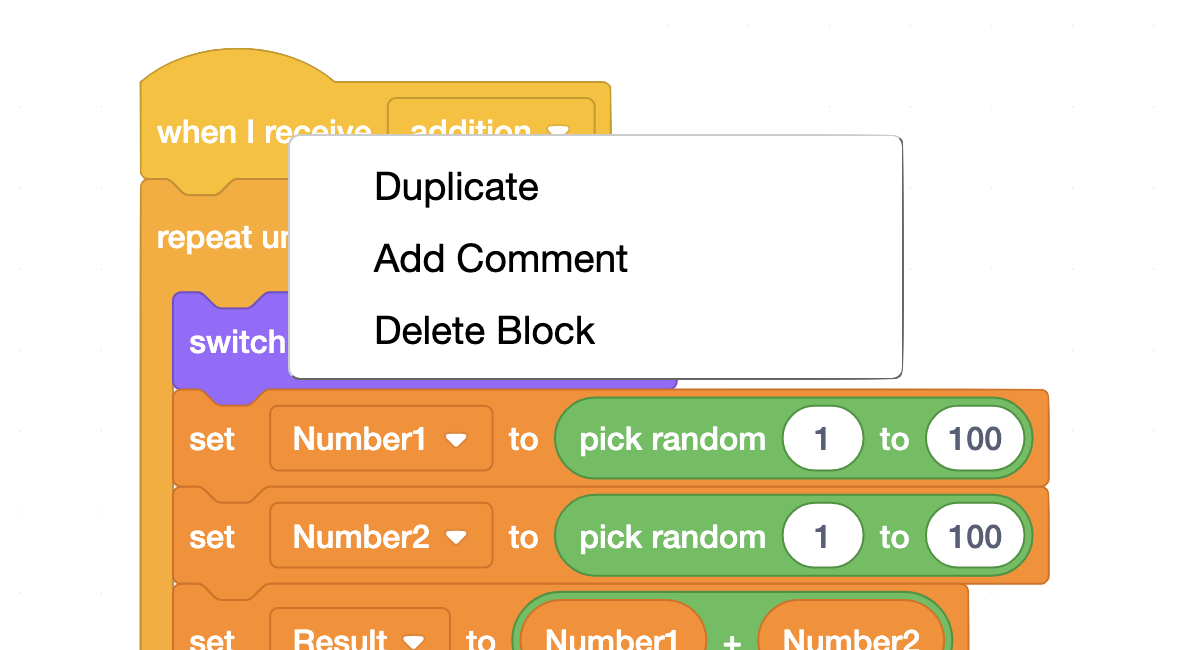 when I receive addition
Duplicate
Add Comment
repeat
Delete Block
switch
set Number1 to pick random 1 to 100
set Number2 to pick random 1 to 100
set Result to Number1 + Number2